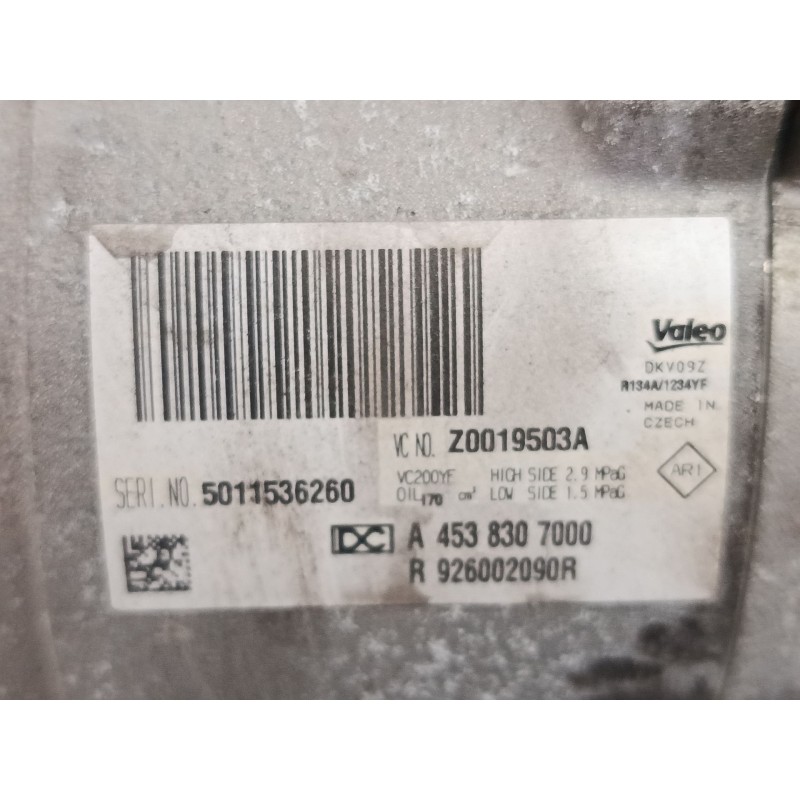 Valeo
DKV09Z
R134A/1234YF
MADE IN
CZECH
VC NO. Z0019503A
VC200YF HIGH SIDE 2.9 MPaG
OIL 170 cm³ LOW SIDE 1.5 MPaG
AR1
SERI.NO. 5011536260
DC A 453 830 7000
R 926002090R